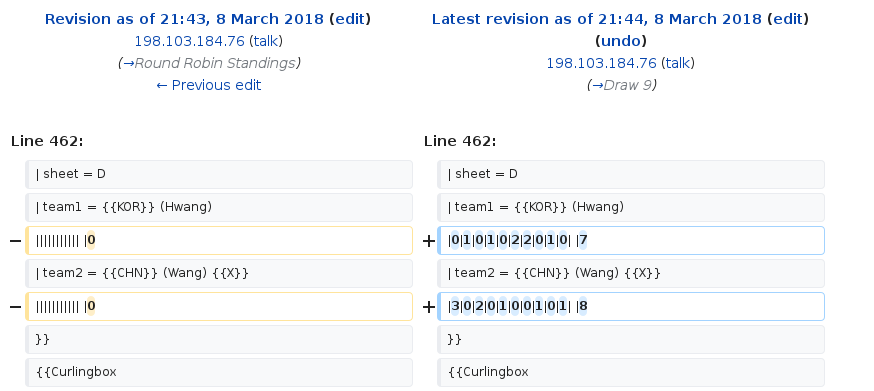 Revision as of 21:43, 8 March 2018 (edit)
198.103.184.76 (talk)
(→Round Robin Standings)
← Previous edit
Latest revision as of 21:44, 8 March 2018 (edit)
(undo)
198.103.184.76 (talk)
(→Draw 9)
Line 462:
Line 462:
| sheet = D
| sheet = D
| team1 = {{KOR}} (Hwang)
| team1 = {{KOR}} (Hwang)
− ||||||||||| |0
+ |0|1|0|1|0|2|2|0|1|0| |7
| team2 = {{CHN}} (Wang) {{X}}
| team2 = {{CHN}} (Wang) {{X}}
− ||||||||||| |0
+ |3|0|2|0|1|0|0|1|0|1| |8
}}
}}
{{Curlingbox
{{Curlingbox